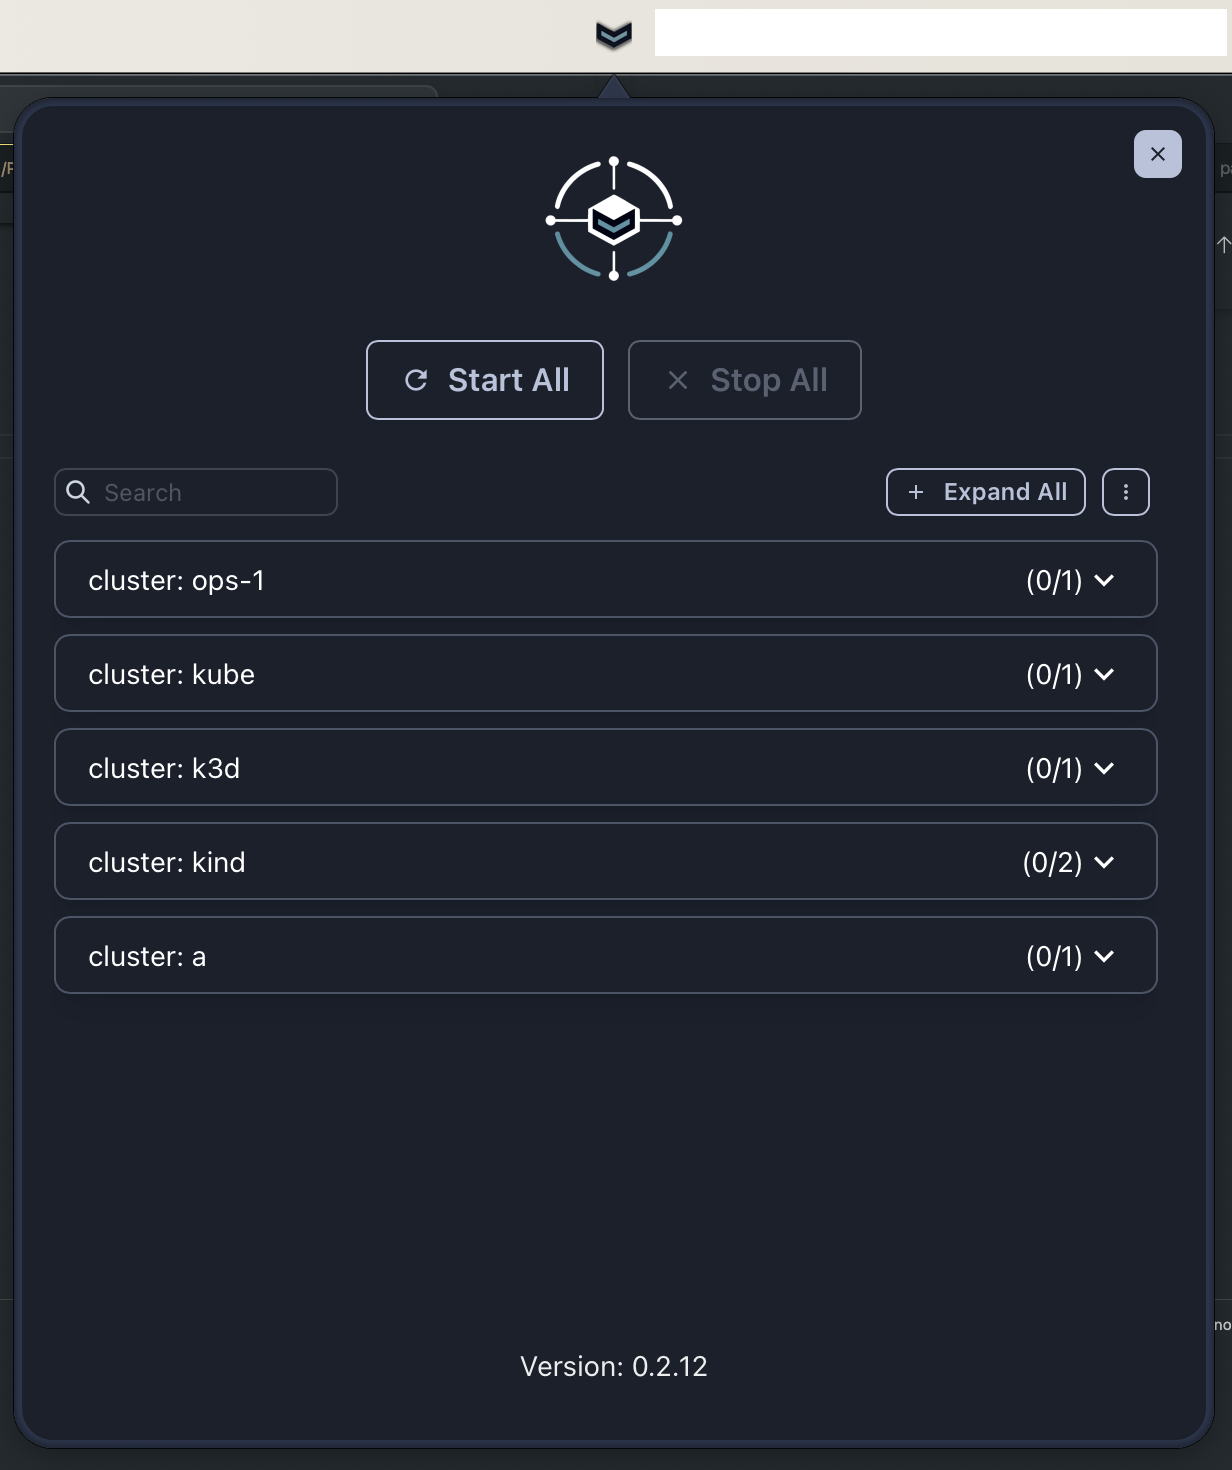 Start All
Stop All
Search
Expand All
cluster: ops-1 (0/1)
cluster: kube (0/1)
cluster: k3d (0/1)
cluster: kind (0/2)
cluster: a (0/1)
Version: 0.2.12